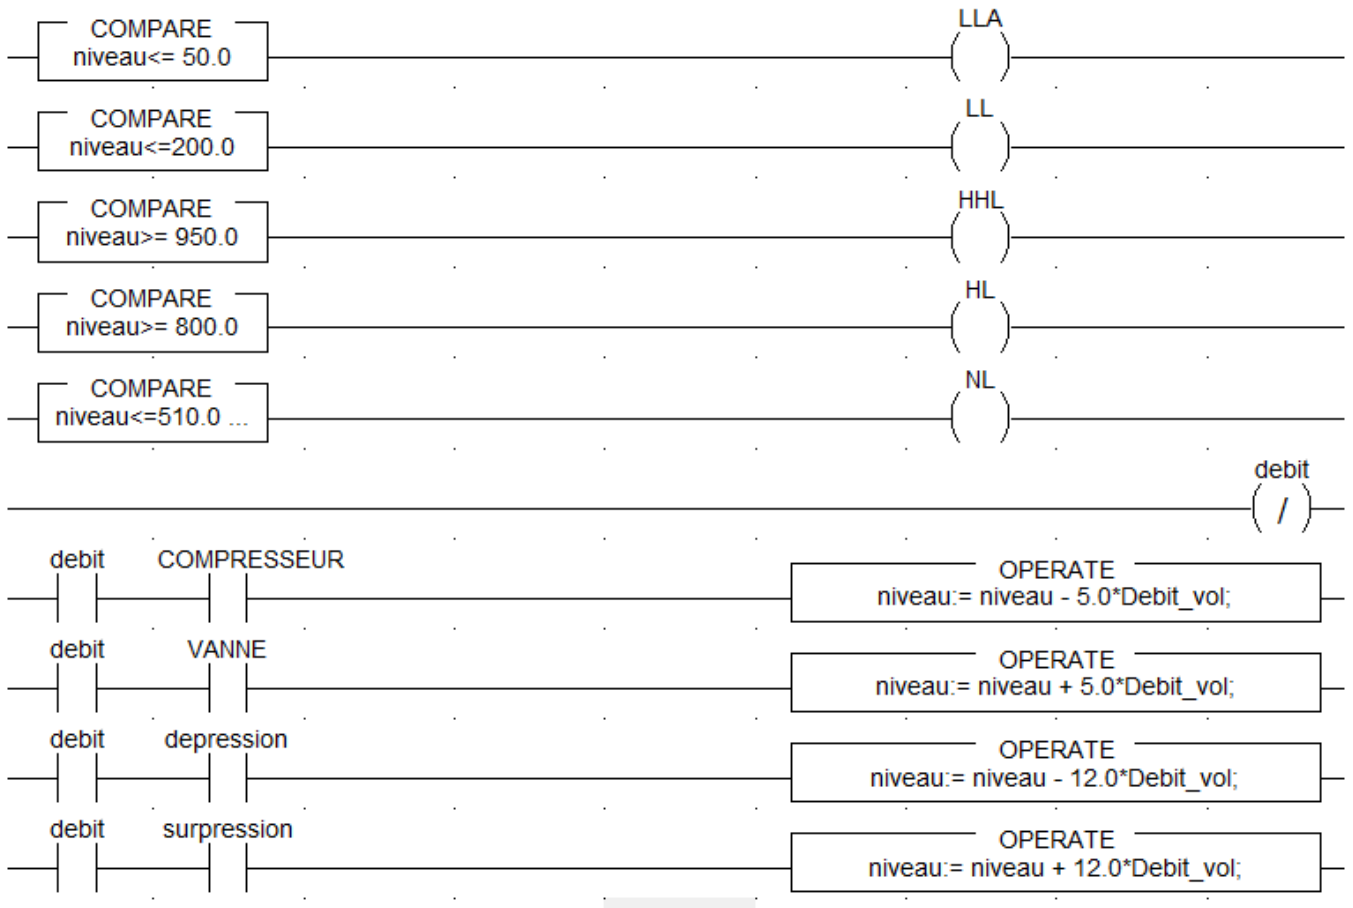 LLA
COMPARE
niveau<= 50.0
LL
COMPARE
niveau<=200.0
HHL
COMPARE
niveau>= 950.0
HL
COMPARE
niveau>= 800.0
NL
COMPARE
niveau<=510.0 ...
debit
/
debit COMPRESSEUR
OPERATE
niveau:= niveau - 5.0*Debit_vol;
debit VANNE
OPERATE
niveau:= niveau + 5.0*Debit_vol;
debit depression
OPERATE
niveau:= niveau - 12.0*Debit_vol;
debit surpression
OPERATE
niveau:= niveau + 12.0*Debit_vol;